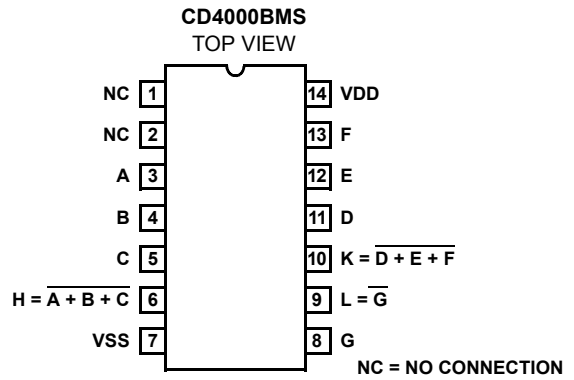 CD4000BMS
TOP VIEW
NC 1 14 VDD
NC 2 13 F
A 3 12 E
B 4 11 D
C 5 10 K = D + E + F
H = A + B + C 6 9 L = G
VSS 7 8 G
NC = NO CONNECTION